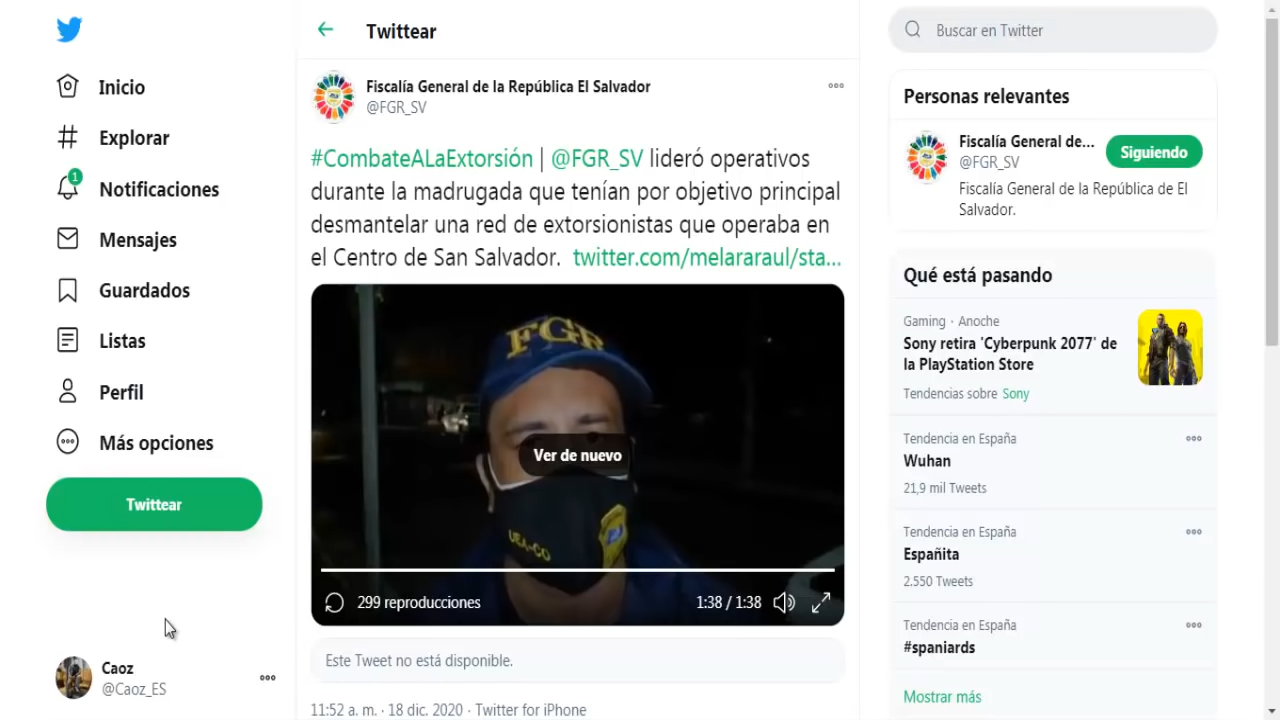 Inicio
Explorar
1
Notificaciones
Mensajes
Guardados
Listas
Perfil
Más opciones
Twittear
Caoz
@Caoz_ES
Twittear
Fiscalía General de la República El Salvador
@FGR_SV
#CombateALaExtorsión | @FGR_SV lideró operativos
durante la madrugada que tenían por objetivo principal
desmantelar una red de extorsionistas que operaba en
el Centro de San Salvador. twitter.com/melararaul/sta...
FGR
Ver de nuevo
UEA-CO
299 reproducciones
1:38 / 1:38
Este Tweet no está disponible.
11:52 a. m. · 18 dic. 2020 · Twitter for iPhone
Buscar en Twitter
Personas relevantes
Fiscalía General de...
@FGR_SV
Siguiendo
Fiscalía General de la República de El
Salvador.
Qué está pasando
Gaming · Anoche
Sony retira 'Cyberpunk 2077' de
la PlayStation Store
Tendencias sobre Sony
Tendencia en España
Wuhan
21,9 mil Tweets
Tendencia en España
Españita
2.550 Tweets
Tendencia en España
#spaniards
Mostrar más